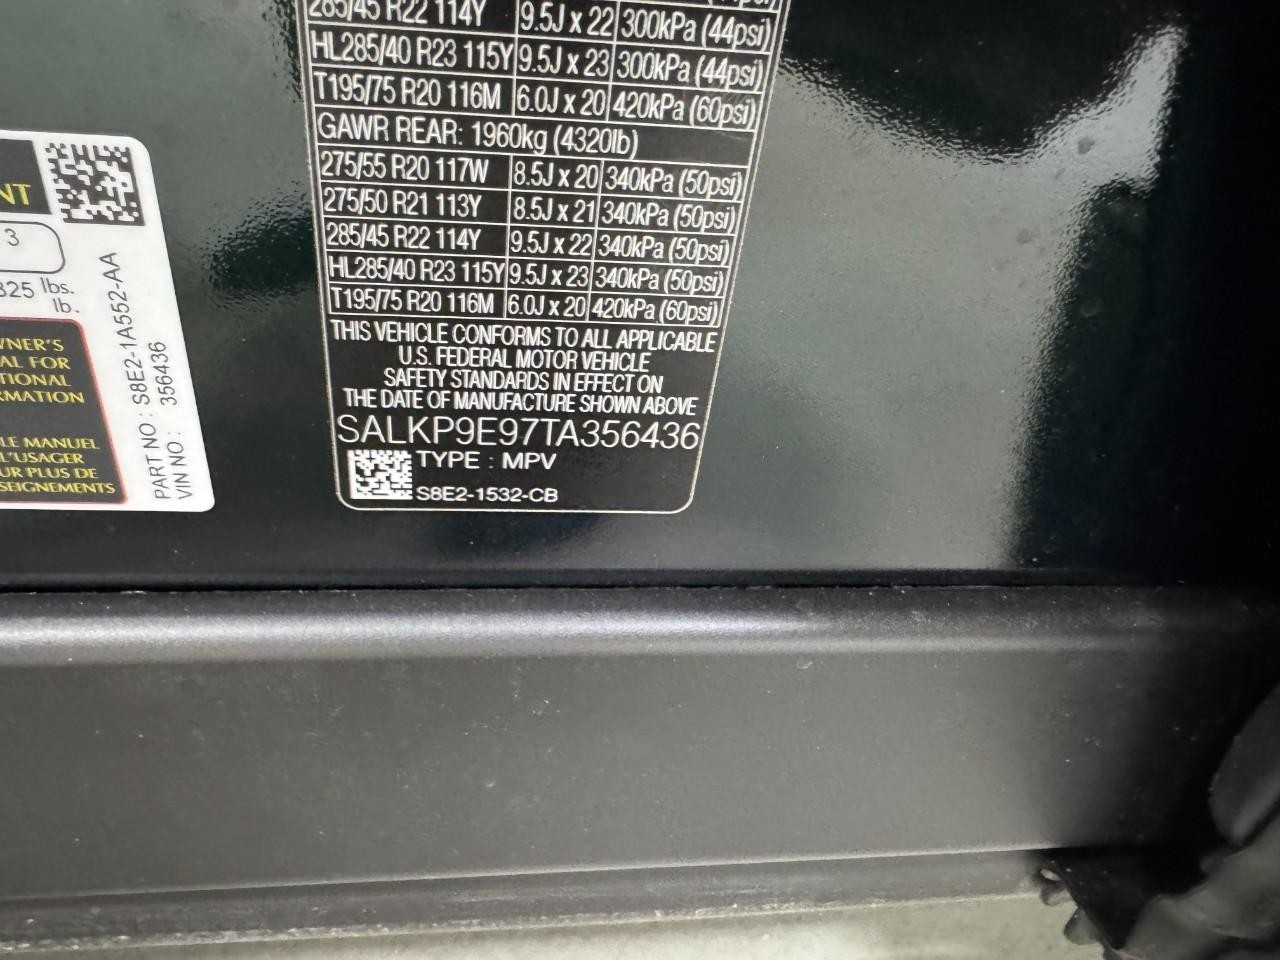 NT
3
825 lbs.
lb.
WNER'S
AL FOR
TIONAL
RMATION
LE MANUEL
L'USAGER
UR PLUS DE
SEIGNEMENTS
PART NO : S8E2-1A552-AA
VIN NO : 356436
285/45 R22 114Y 9.5J x 22 300kPa (44psi)
HL285/40 R23 115Y 9.5J x 23 300kPa (44psi)
T195/75 R20 116M 6.0J x 20 420kPa (60psi)
GAWR REAR: 1960kg (4320lb)
275/55 R20 117W 8.5J x 20 340kPa (50psi)
275/50 R21 113Y 8.5J x 21 340kPa (50psi)
285/45 R22 114Y 9.5J x 22 340kPa (50psi)
HL285/40 R23 115Y 9.5J x 23 340kPa (50psi)
T195/75 R20 116M 6.0J x 20 420kPa (60psi)
THIS VEHICLE CONFORMS TO ALL APPLICABLE
U.S. FEDERAL MOTOR VEHICLE
SAFETY STANDARDS IN EFFECT ON
THE DATE OF MANUFACTURE SHOWN ABOVE
SALKP9E97TA356436
TYPE : MPV
S8E2-1532-CB